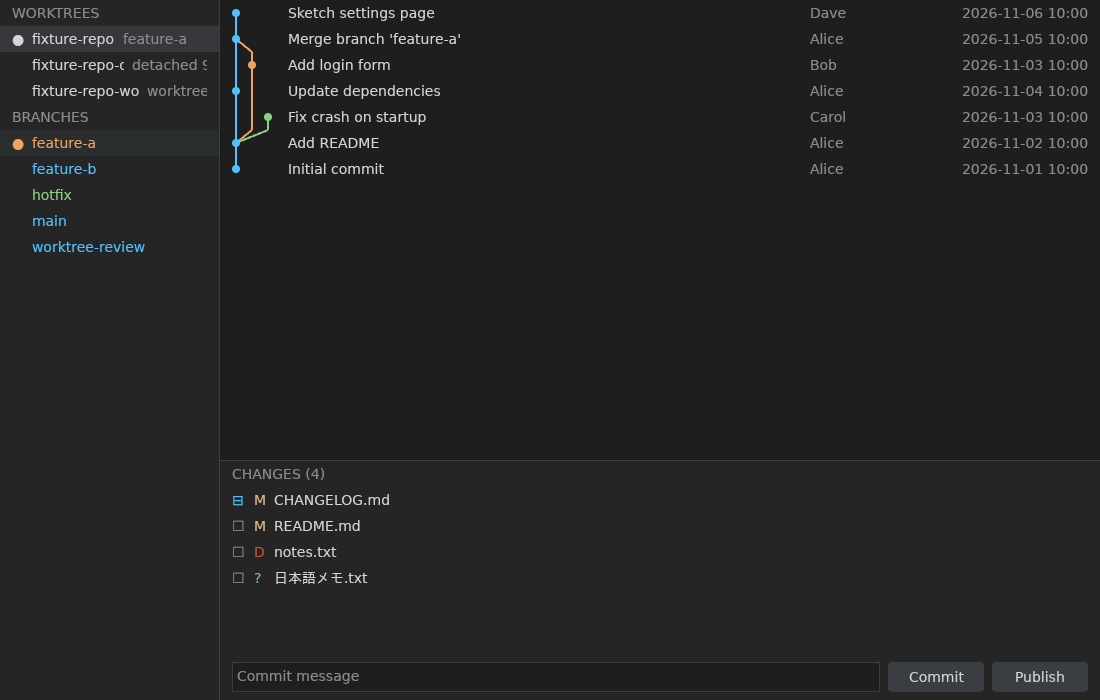 WORKTREES
fixture-repo feature-a
fixture-repo-d detached 9
fixture-repo-wo worktree
BRANCHES
feature-a
feature-b
hotfix
main
worktree-review
Sketch settings page Dave 2026-11-06 10:00
Merge branch 'feature-a' Alice 2026-11-05 10:00
Add login form Bob 2026-11-03 10:00
Update dependencies Alice 2026-11-04 10:00
Fix crash on startup Carol 2026-11-03 10:00
Add README Alice 2026-11-02 10:00
Initial commit Alice 2026-11-01 10:00
CHANGES (4)
M CHANGELOG.md
M README.md
D notes.txt
? 日本語メモ.txt
Commit message
Commit
Publish